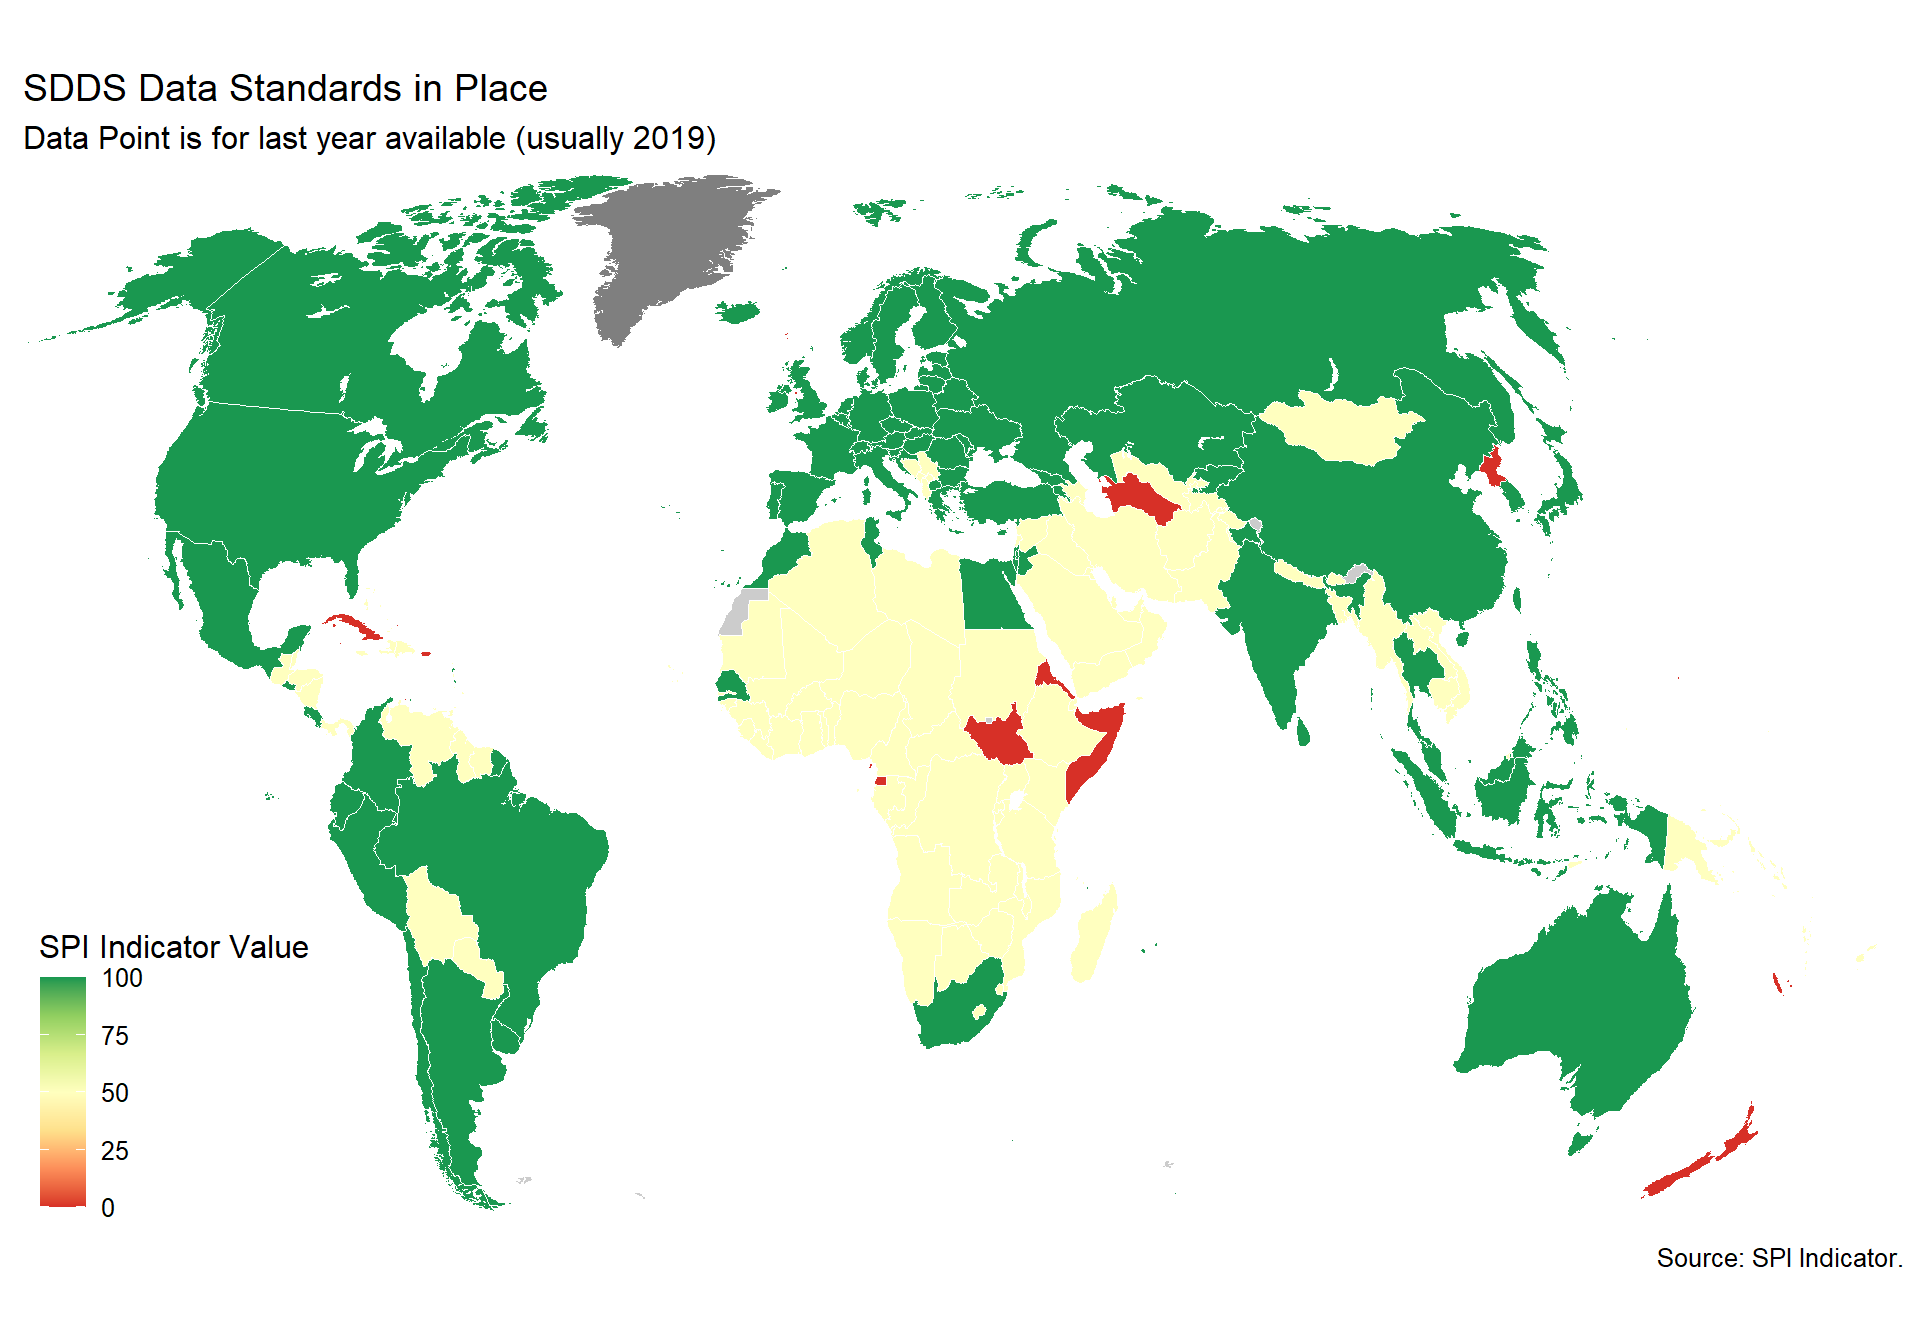 SDDS Data Standards in Place
Data Point is for last year available (usually 2019)
SPI Indicator Value
100
75
50
25
0
Source: SPI Indicator.